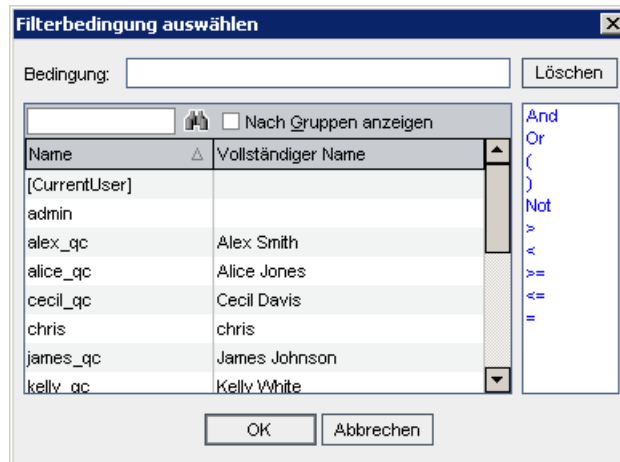 Filterbedingung auswählen
Bedingung:
Löschen
Nach Gruppen anzeigen
Name Vollständiger Name
[CurrentUser]
admin
alex_qc Alex Smith
alice_qc Alice Jones
cecil_qc Cecil Davis
chris chris
james_qc James Johnson
kelly_qc Kelly White
And
Or
(
)
Not
>
<
>=
<=
=
OK
Abbrechen